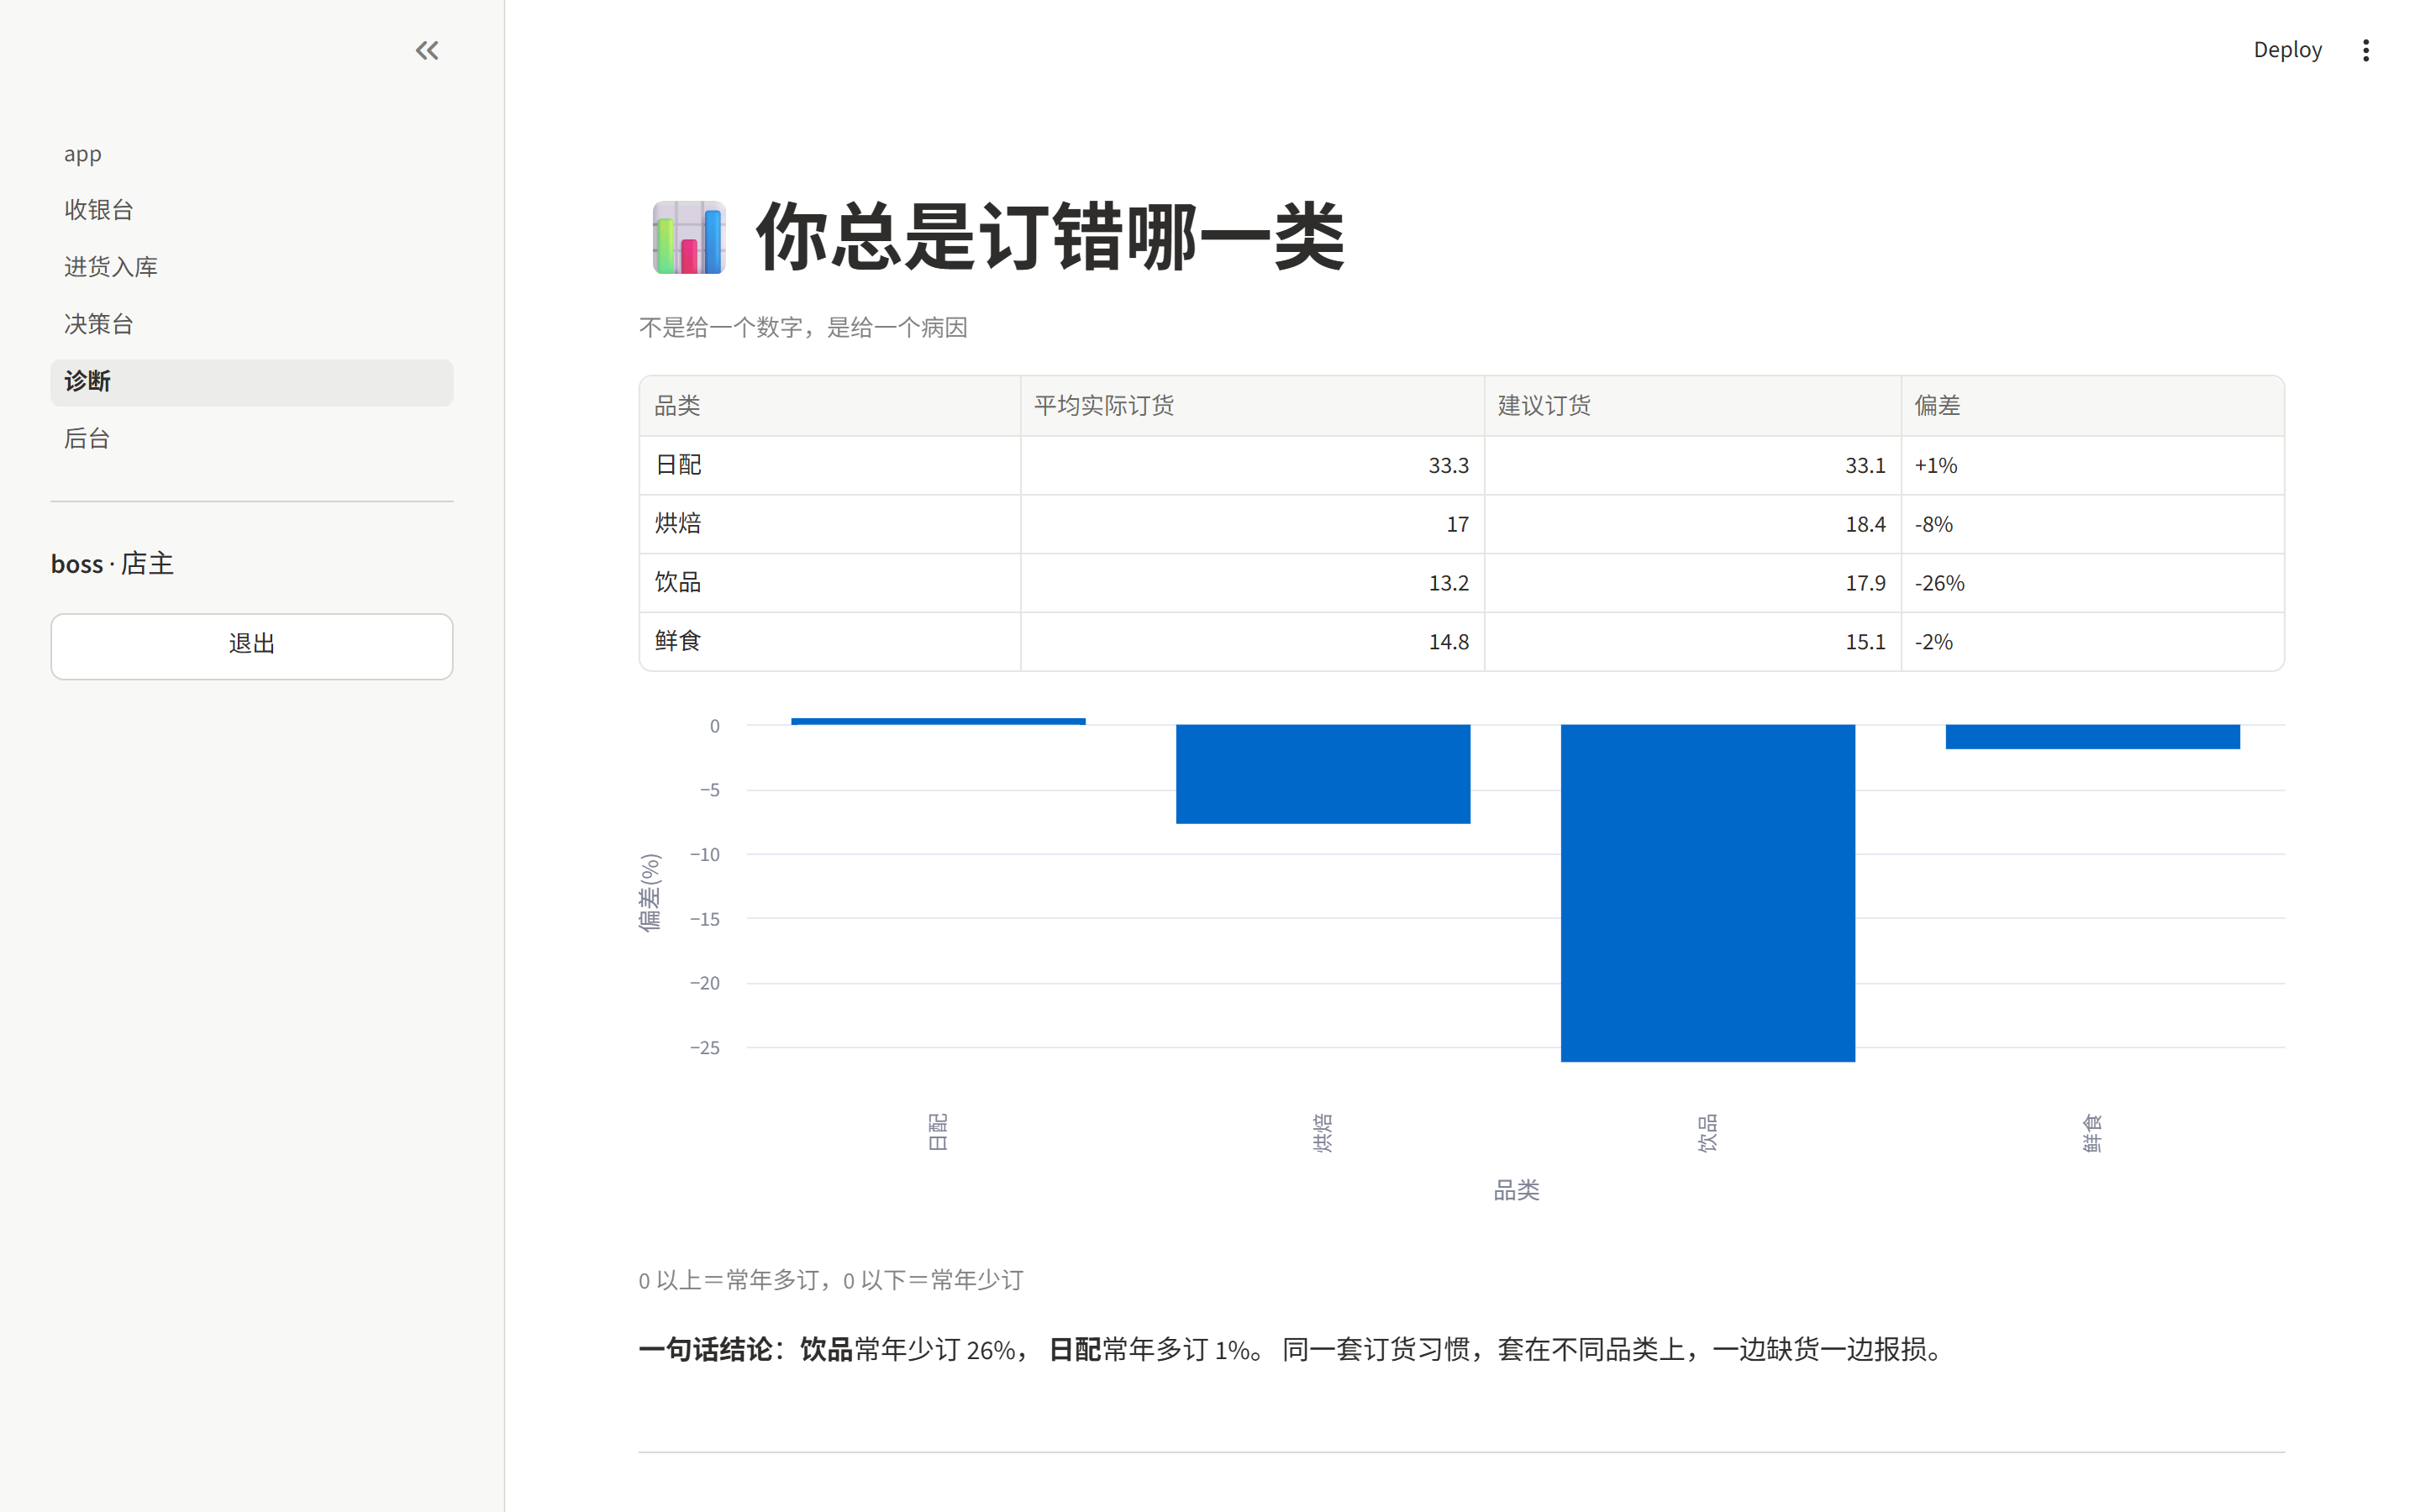 Deploy
app
收银台
进货入库
决策台
诊断
后台
boss · 店主
退出
你总是订错哪一类
不是给一个数字，是给一个病因
品类 平均实际订货 建议订货 偏差
日配 33.3 33.1 +1%
烘焙 17 18.4 -8%
饮品 13.2 17.9 -26%
鲜食 14.8 15.1 -2%
0
−5
−10
−15
−20
−25
偏差(%)
日配 烘焙 饮品 鲜食
品类
0 以上＝常年多订，0 以下＝常年少订
一句话结论：饮品常年少订 26%， 日配常年多订 1%。 同一套订货习惯，套在不同品类上，一边缺货一边报损。